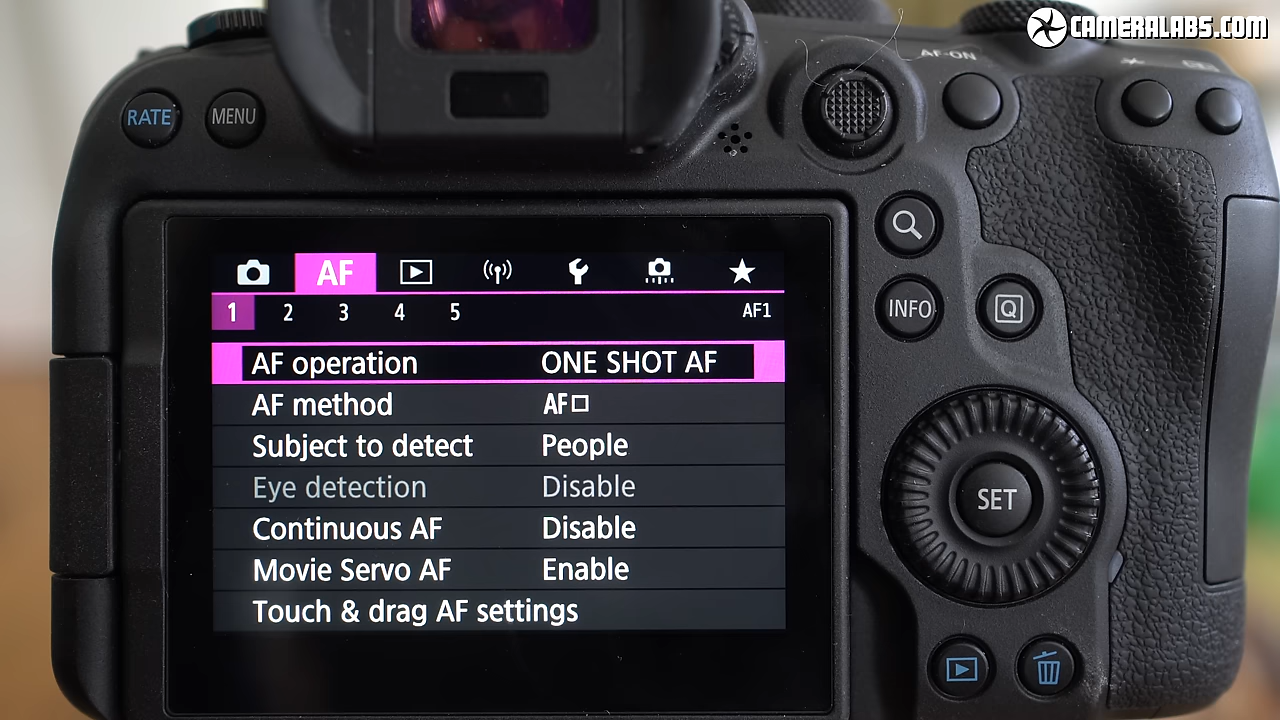 CAMERALABS.COM
AF-ON
RATE MENU
AF
1 2 3 4 5 AF1
AF operation ONE SHOT AF
AF method AF
Subject to detect People
Eye detection Disable
Continuous AF Disable
Movie Servo AF Enable
Touch & drag AF settings
INFO Q
SET